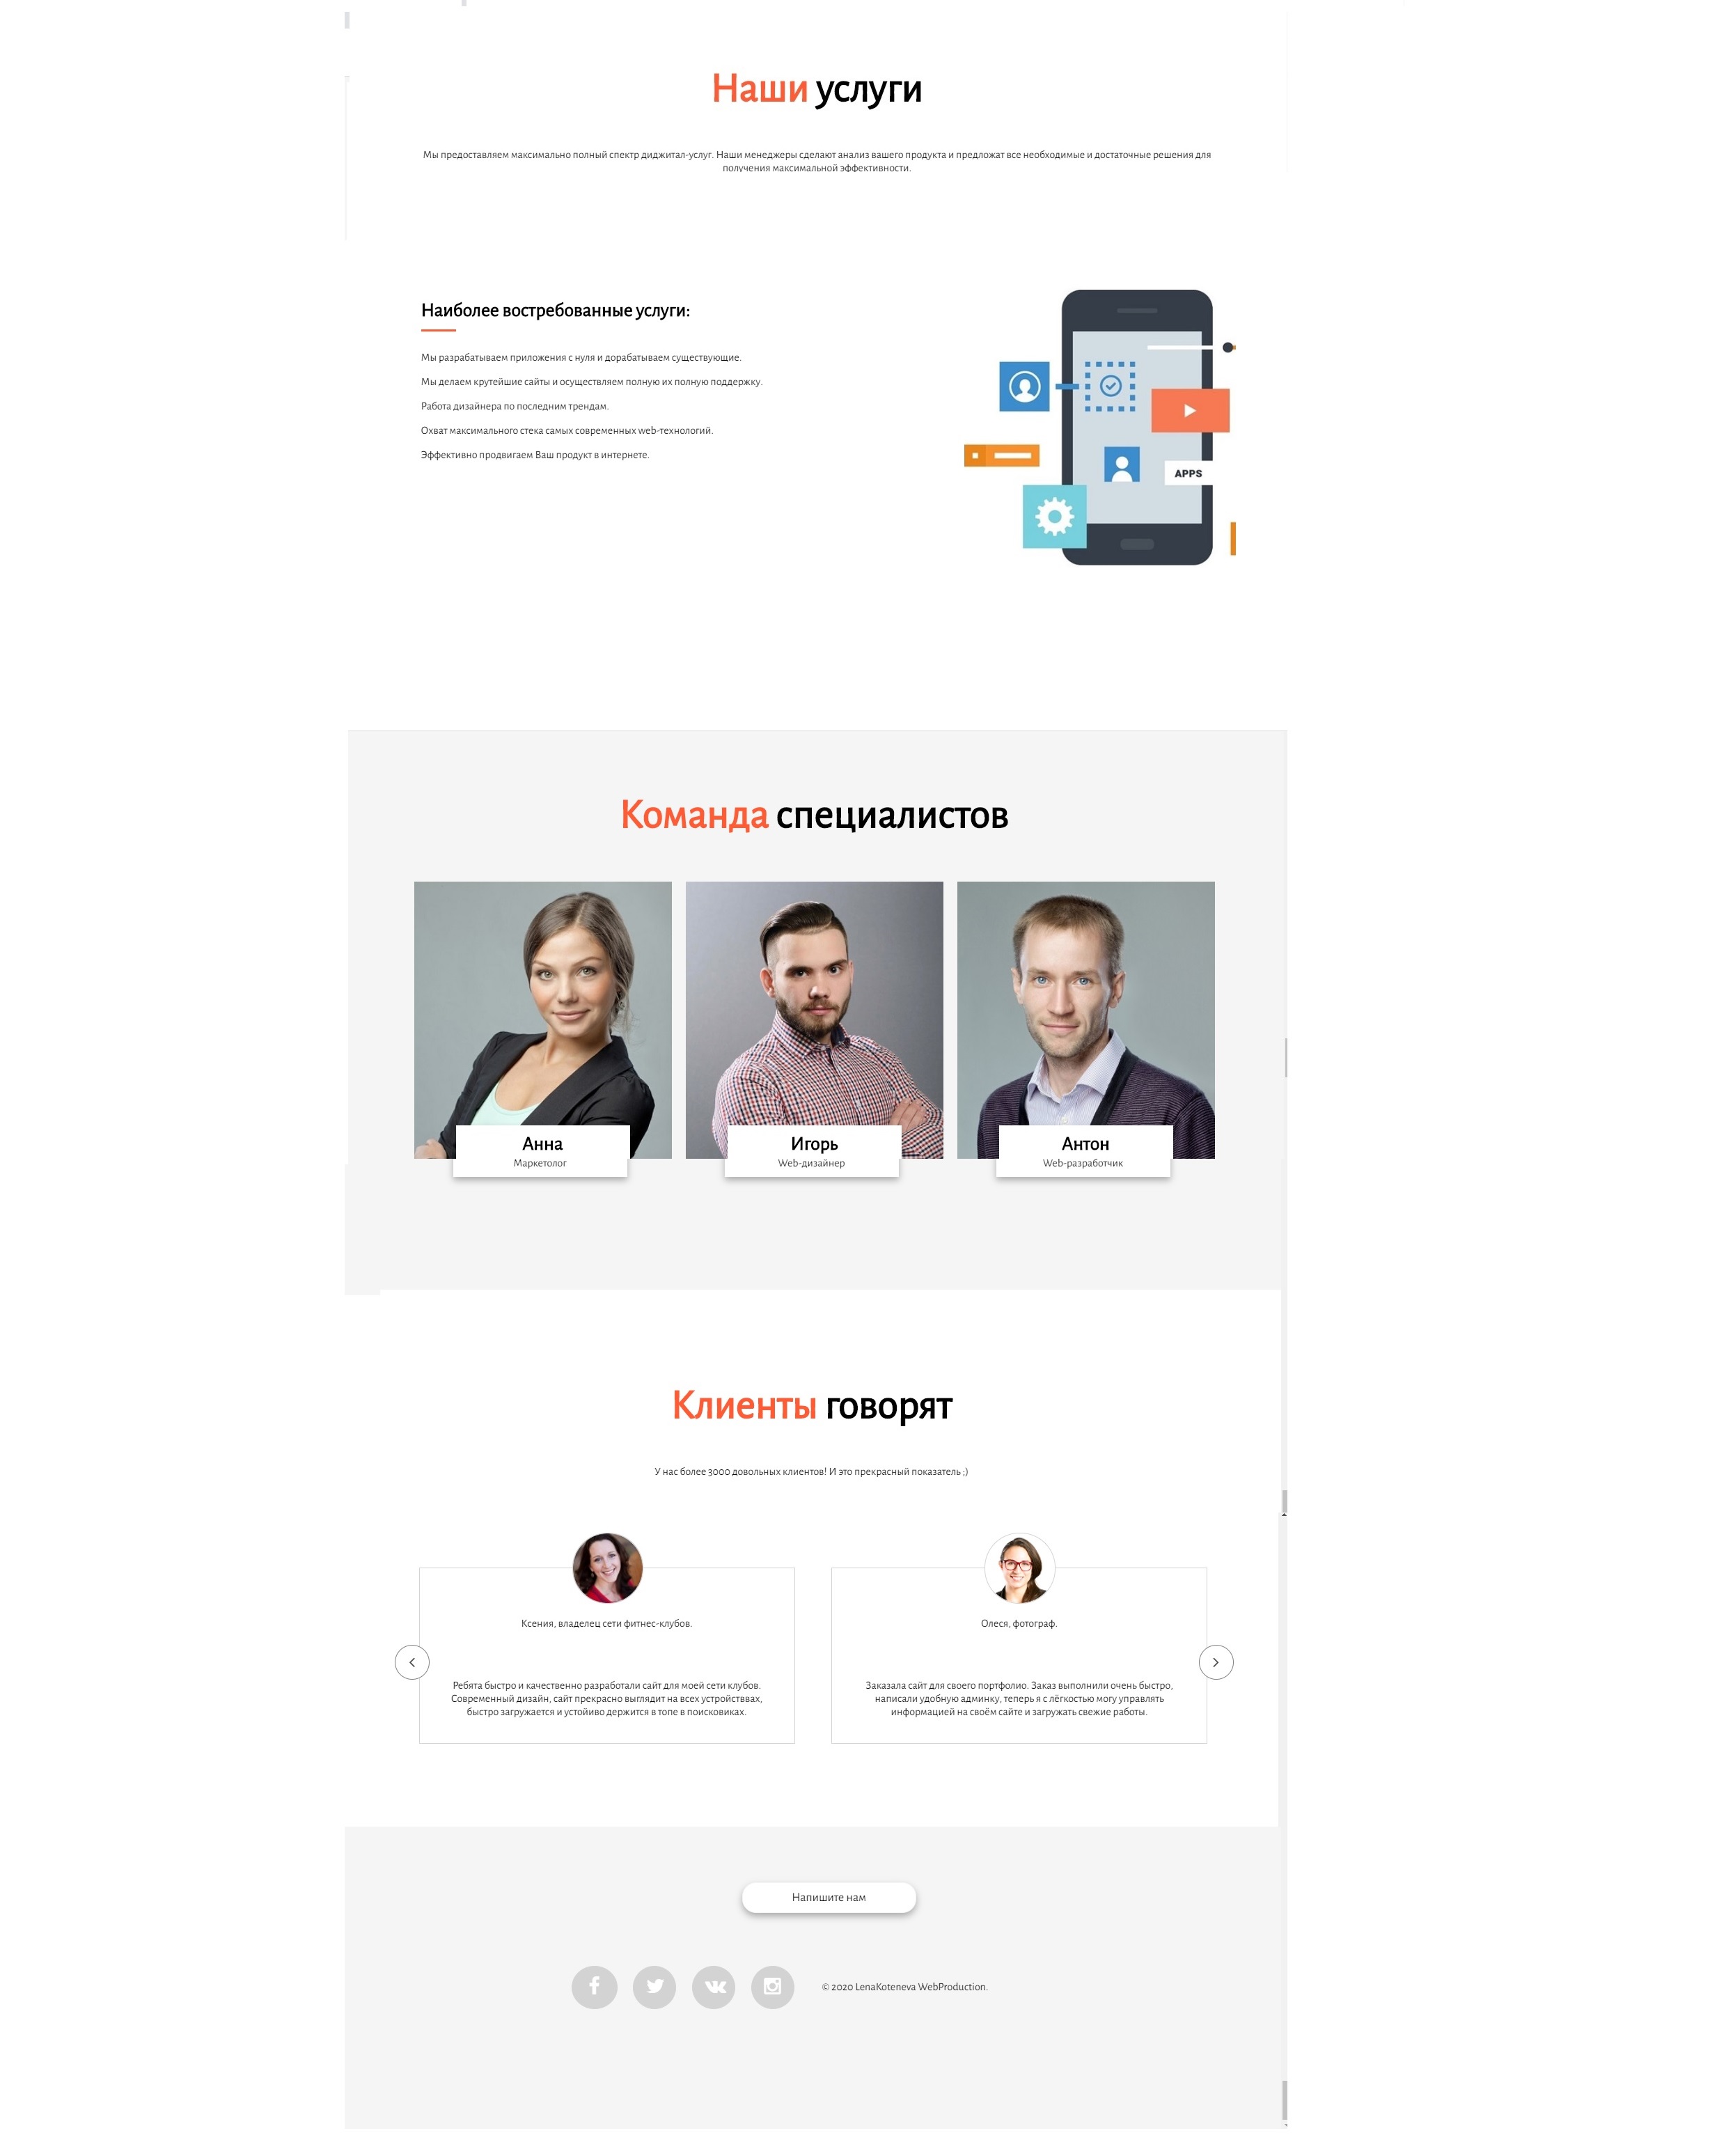 Наши услуги
Мы предоставляем максимально полный спектр диджитал-услуг. Наши менеджеры сделают анализ вашего продукта и предложат все необходимые и достаточные решения для
получения максимальной эффективности.
Наиболее востребованные услуги:
Мы разрабатываем приложения с нуля и дорабатываем существующие.
Мы делаем крутейшие сайты и осуществляем полную их полную поддержку.
Работа дизайнера по последним трендам.
Охват максимального стека самых современных web-технологий.
Эффективно продвигаем Ваш продукт в интернете.
APPS
Команда специалистов
Анна
Маркетолог
Игорь
Web-дизайнер
Антон
Web-разработчик
Клиенты говорят
У нас более 3000 довольных клиентов! И это прекрасный показатель ;)
Ксения, владелец сети фитнес-клубов.
Ребята быстро и качественно разработали сайт для моей сети клубов.
Современный дизайн, сайт прекрасно выглядит на всех устройстввах,
быстро загружается и устойиво держится в топе в поисковиках.
Олеся, фотограф.
Заказала сайт для своего портфолио. Заказ выполнили очень быстро,
написали удобную админку, теперь я с лёгкостью могу управлять
информацией на своём сайте и загружать свежие работы.
Напишите нам
© 2020 LenaKoteneva WebProduction.